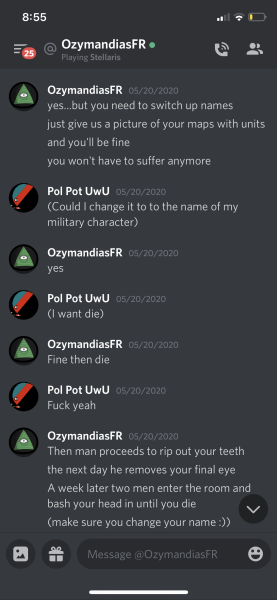 8:55
25
@ OzymandiasFR
Playing Stellaris
OzymandiasFR 05/20/2020
yes...but you need to switch up names
just give us a picture of your maps with units
and you'll be fine
you won't have to suffer anymore
Pol Pot UwU 05/20/2020
(Could I change it to to the name of my
military character)
OzymandiasFR 05/20/2020
yes
Pol Pot UwU 05/20/2020
(I want die)
OzymandiasFR 05/20/2020
Fine then die
Pol Pot UwU 05/20/2020
Fuck yeah
OzymandiasFR 05/20/2020
Then man proceeds to rip out your teeth
the next day he removes your final eye
A week later two men enter the room and
bash your head in until you die
(make sure you change your name :))
Message @OzymandiasFR